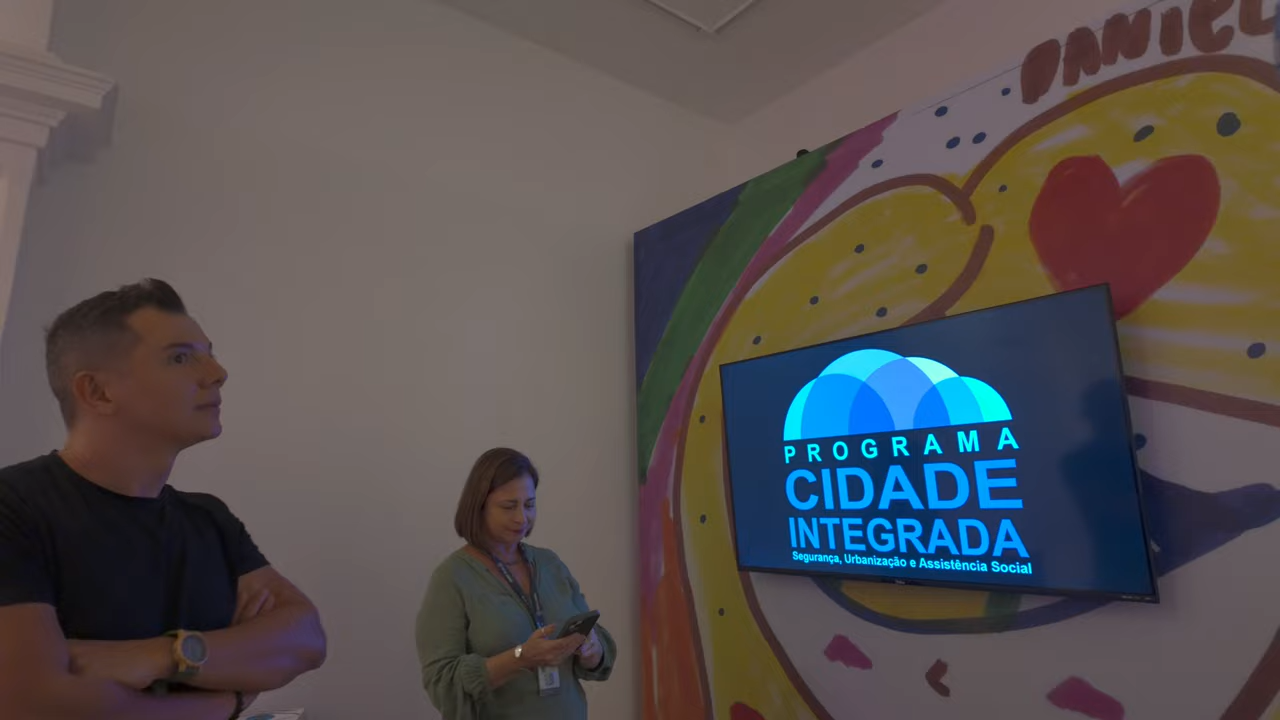 DANIEL
PROGRAMA
CIDADE
INTEGRADA
Segurança, Urbanização e Assistência Social